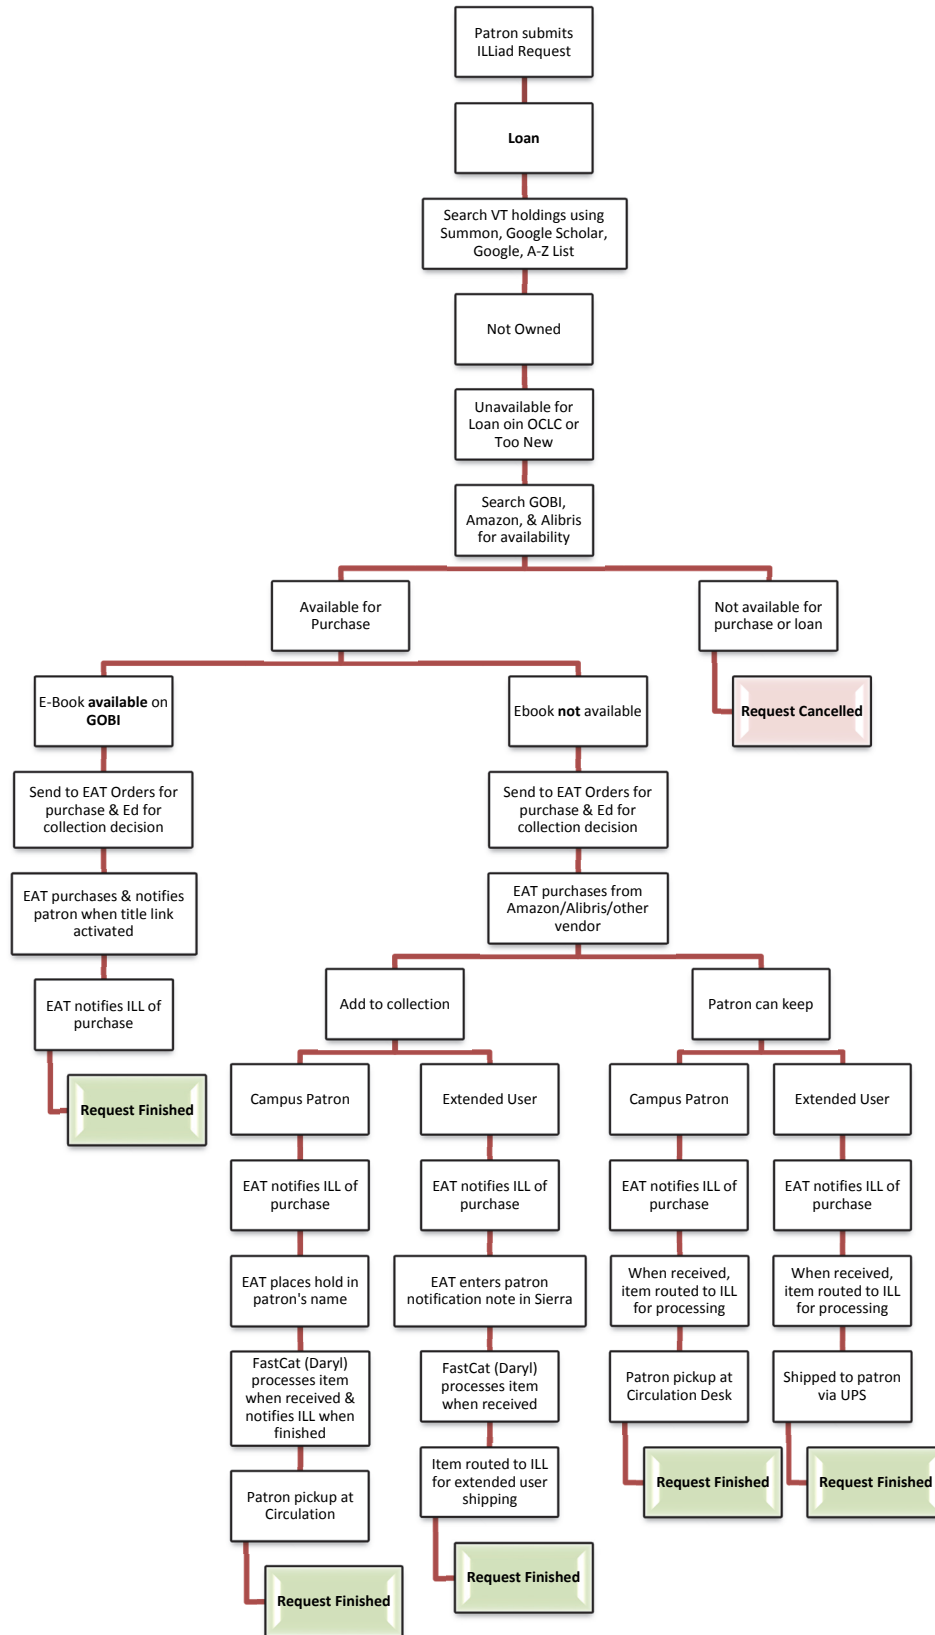 Patron submits
ILLiad Request
Loan
Search VT holdings using
Summon, Google Scholar,
Google, A-Z List
Not Owned
Unavailable for
Loan oin OCLC or
Too New
Search GOBI,
Amazon, & Alibris
for availability
Available for
Purchase
Not available for
purchase or loan
E-Book available on
GOBI
Ebook not available
Request Cancelled
Send to EAT Orders for
purchase & Ed for
collection decision
Send to EAT Orders for
purchase & Ed for
collection decision
EAT purchases & notifies
patron when title link
activated
EAT purchases from
Amazon/Alibris/other
vendor
EAT notifies ILL of
purchase
Add to collection
Patron can keep
Request Finished
Campus Patron
Extended User
Campus Patron
Extended User
EAT notifies ILL of
purchase
EAT notifies ILL of
purchase
EAT notifies ILL of
purchase
EAT notifies ILL of
purchase
EAT places hold in
patron's name
EAT enters patron
notification note in Sierra
When received,
item routed to ILL
for processing
When received,
item routed to ILL
for processing
FastCat (Daryl)
processes item
when received &
notifies ILL when
finished
FastCat (Daryl)
processes item
when received
Patron pickup at
Circulation Desk
Shipped to patron
via UPS
Patron pickup at
Circulation
Item routed to ILL
for extended user
shipping
Request Finished
Request Finished
Request Finished
Request Finished